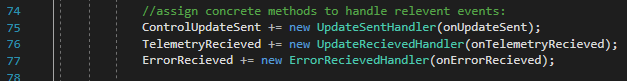 74 //assign concrete methods to handle relevent events:
75 ControlUpdateSent += new UpdateSentHandler(onUpdateSent);
76 TelemetryRecieved += new UpdateRecievedHandler(onTelemetryRecieved);
77 ErrorRecieved += new ErrorRecievedHandler(onErrorRecieved);
78